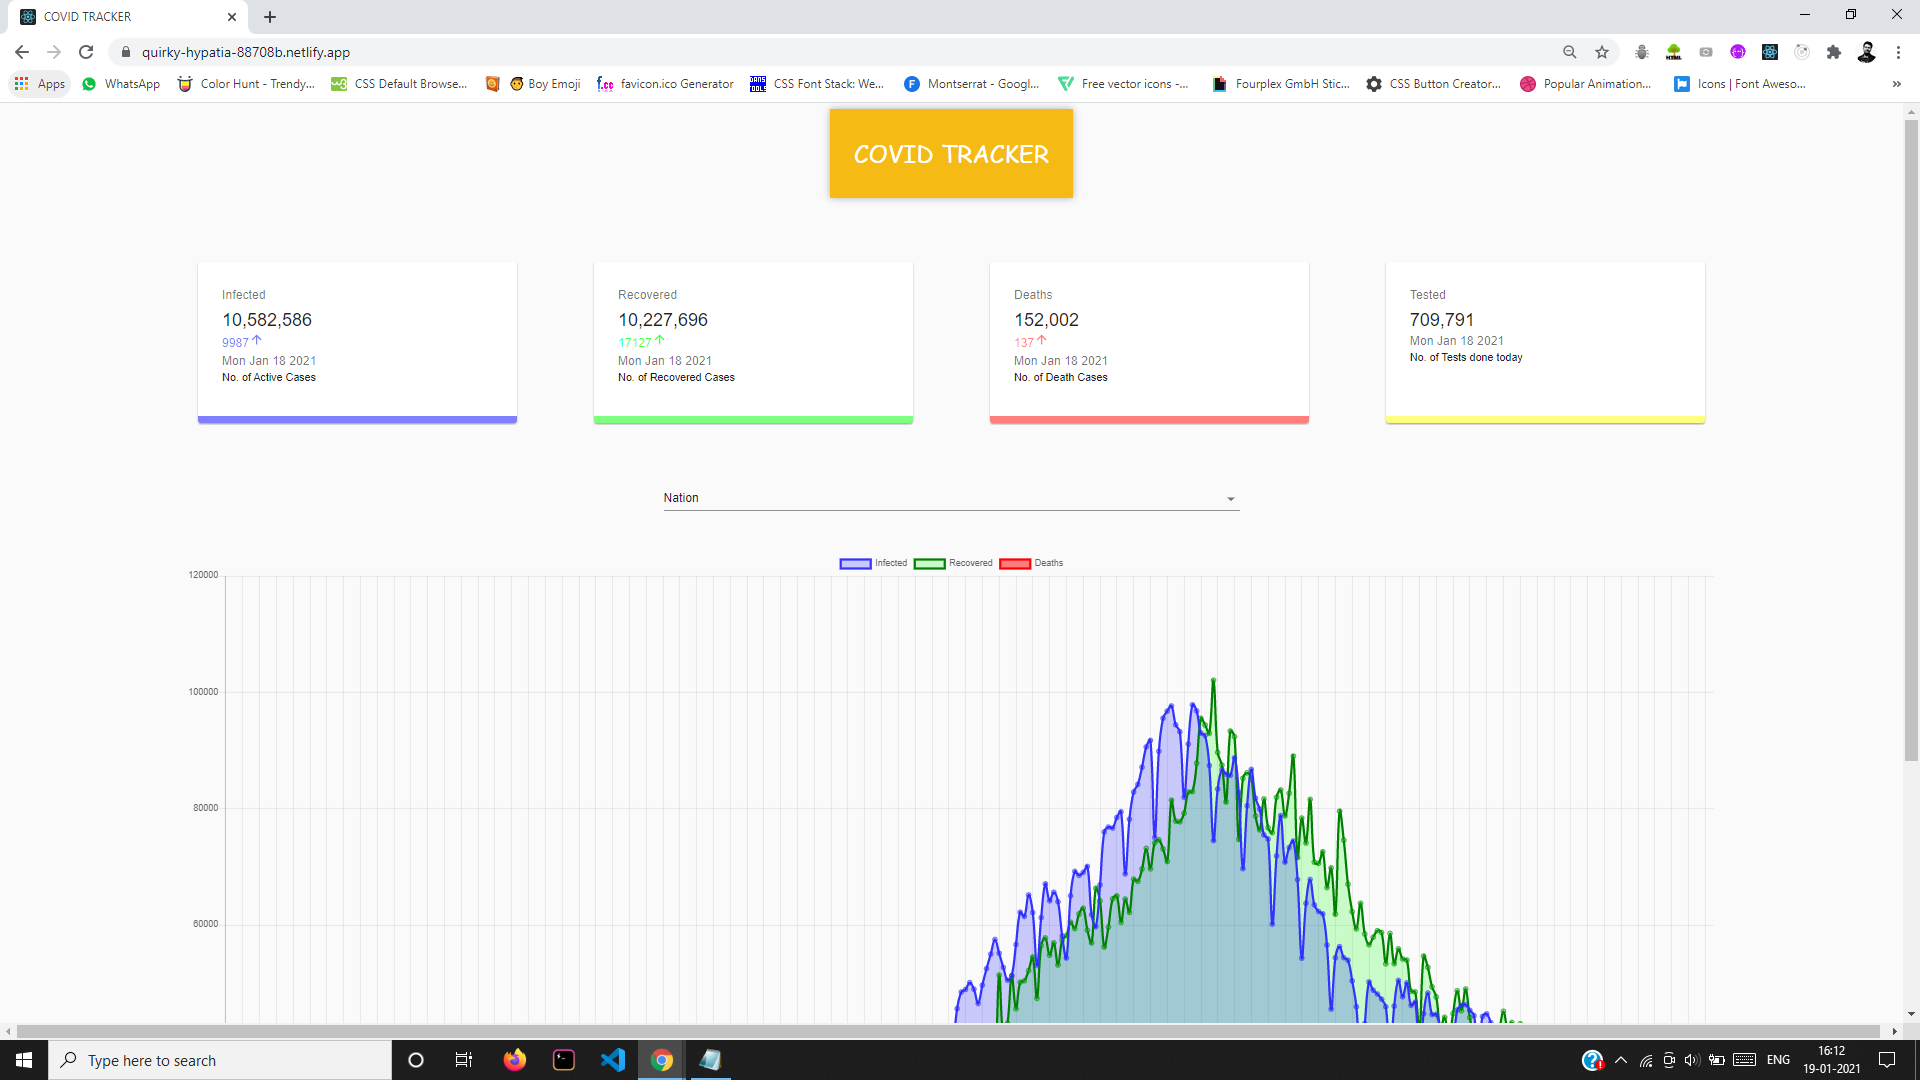 COVID TRACKER
quirky-hypatia-88708b.netlify.app
Apps
WhatsApp
Color Hunt - Trendy...
CSS Default Browse...
Boy Emoji
favicon.ico Generator
CSS Font Stack: We...
Montserrat - Googl...
Free vector icons -...
Fourplex GmbH Stic...
CSS Button Creator...
Popular Animation...
Icons | Font Aweso...
»
COVID TRACKER
Infected
10,582,586
9987
Mon Jan 18 2021
No. of Active Cases
Recovered
10,227,696
17127
Mon Jan 18 2021
No. of Recovered Cases
Deaths
152,002
137
Mon Jan 18 2021
No. of Death Cases
Tested
709,791
Mon Jan 18 2021
No. of Tests done today
Nation
Infected Recovered Deaths
120000
100000
80000
60000
Type here to search
ENG
16:12
19-01-2021